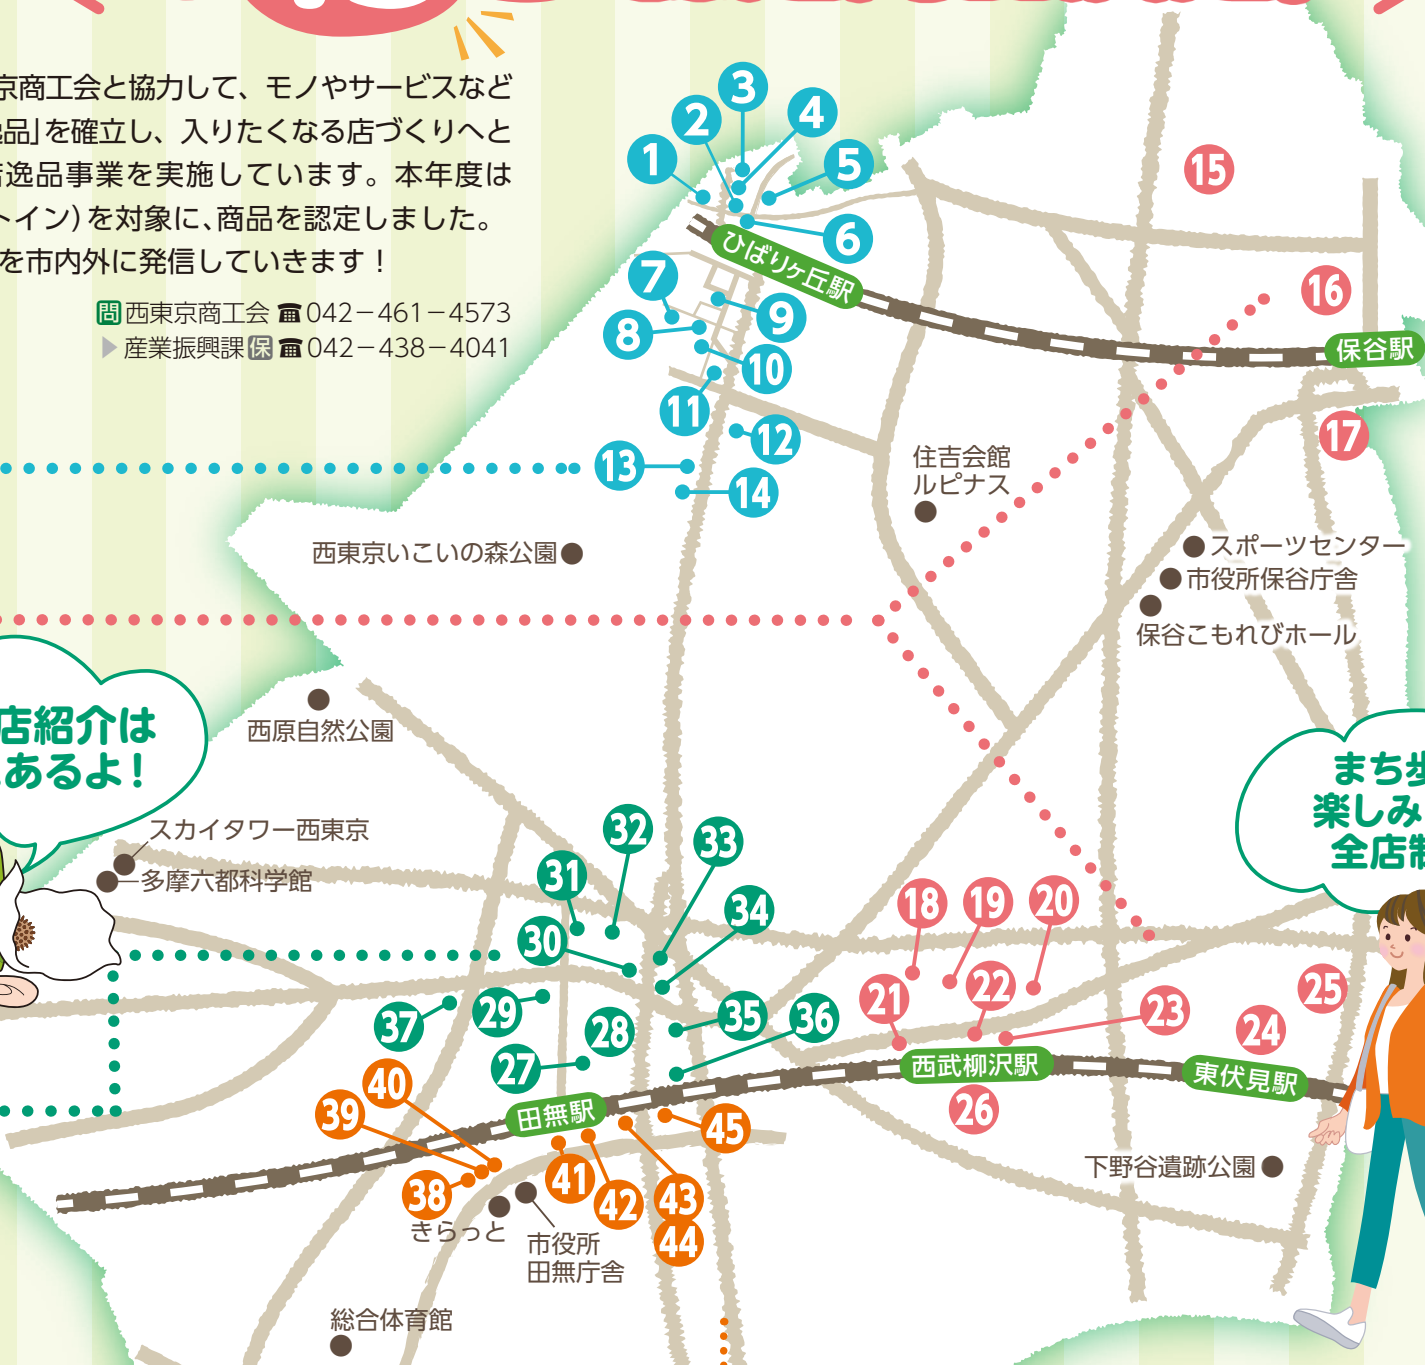 京商工会と協力して、モノやサービスなど
逸品」を確立し、入りたくなる店づくりへと
店逸品事業を実施しています。本年度は
トイン）を対象に、商品を認定しました。
を市内外に発信していきます！
問 西東京商工会 ☎042－461－4573
▶ 産業振興課 保 ☎042－438－4041
3
2
4
1
5
15
6
ひばりヶ丘駅
7
16
9
8
保谷駅
10
11
12
17
13
14
住吉会館
ルピナス
西東京いこいの森公園
スポーツセンター
市役所保谷庁舎
保谷こもれびホール
店紹介は
あるよ！
西原自然公園
まち歩
楽しみ
全店制
スカイタワー西東京
多摩六都科学館
32
33
31
34
30
18
19
20
37
29
28
35
36
21
22
23
25
24
27
西武柳沢駅
東伏見駅
40
39
田無駅
26
45
38
41
42
43
44
下野谷遺跡公園
きらっと
市役所
田無庁舎
総合体育館